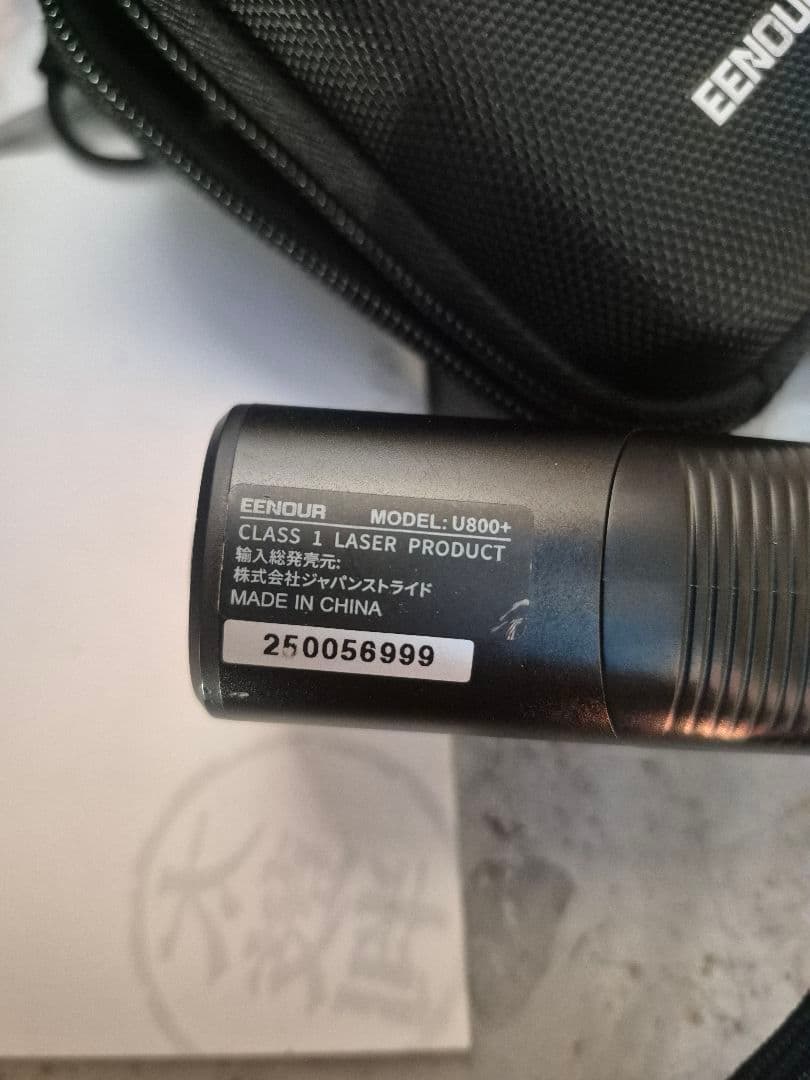 EENOU
EENOUR MODEL: U800+
CLASS 1 LASER PRODUCT
輸入総発売元:
株式会社ジャパンストライド
MADE IN CHINA
250056999